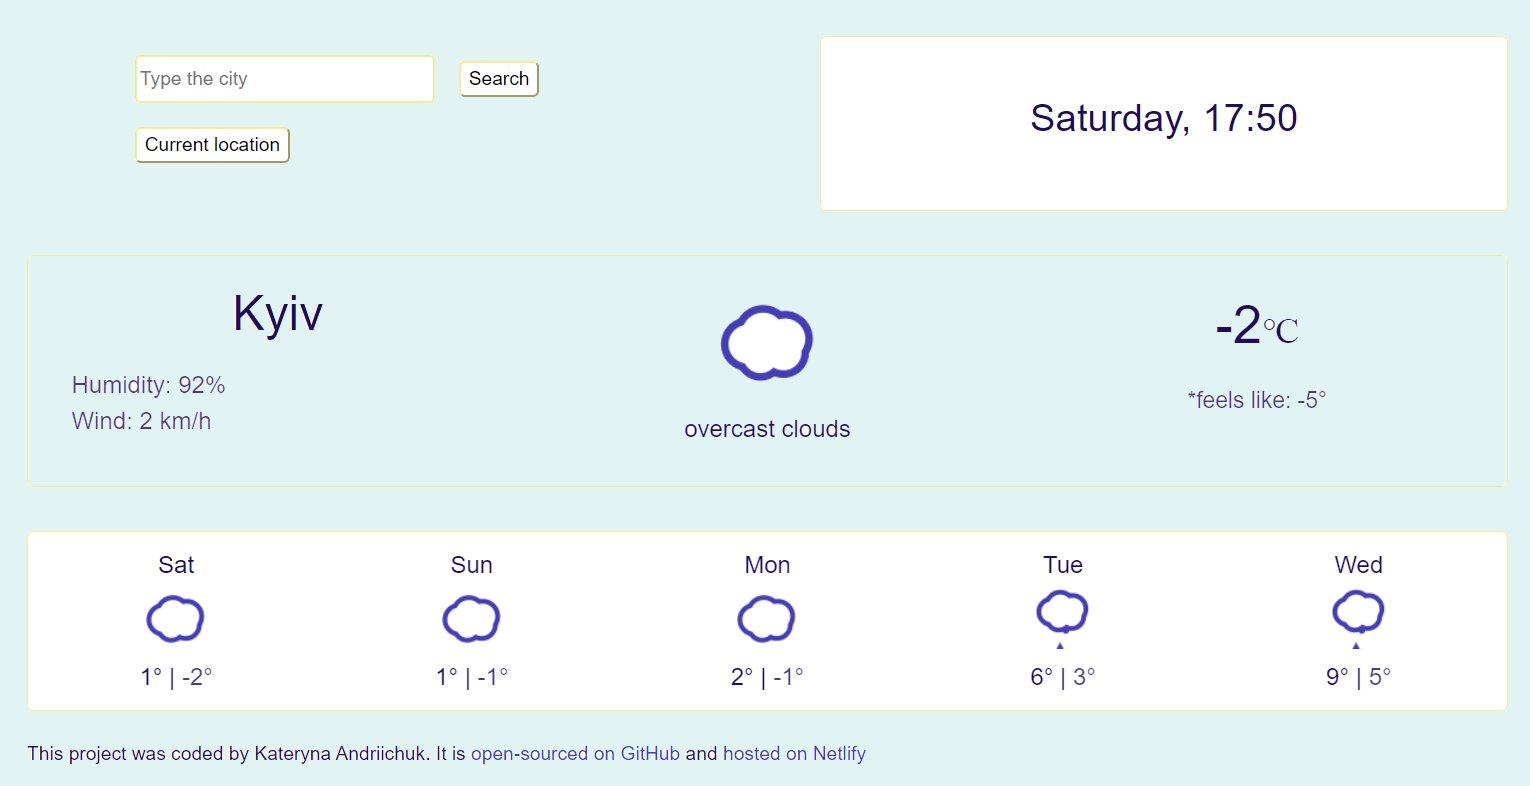 Type the city
Search
Current location
Saturday, 17:50
Kyiv
Humidity: 92%
Wind: 2 km/h
overcast clouds
-2°C
*feels like: -5°
Sat Sun Mon Tue Wed
1° | -2° 1° | -1° 2° | -1° 6° | 3° 9° | 5°
This project was coded by Kateryna Andriichuk. It is open-sourced on GitHub and hosted on Netlify